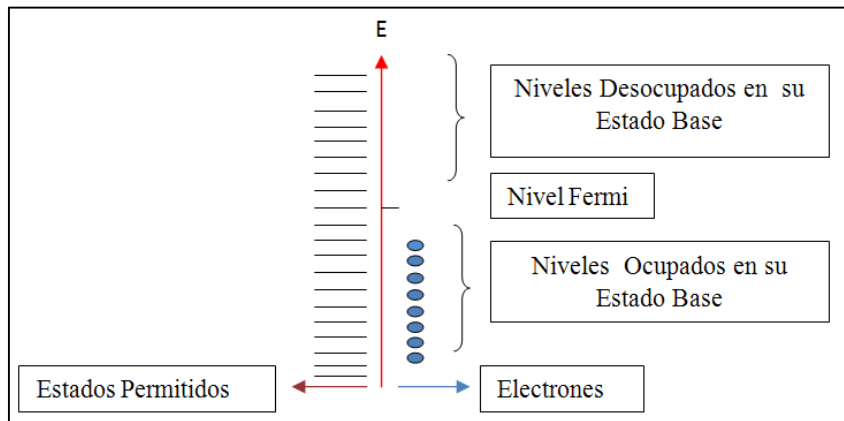 E
Niveles Desocupados en su
Estado Base
Nivel Fermi
Niveles Ocupados en su
Estado Base
Estados Permitidos
Electrones